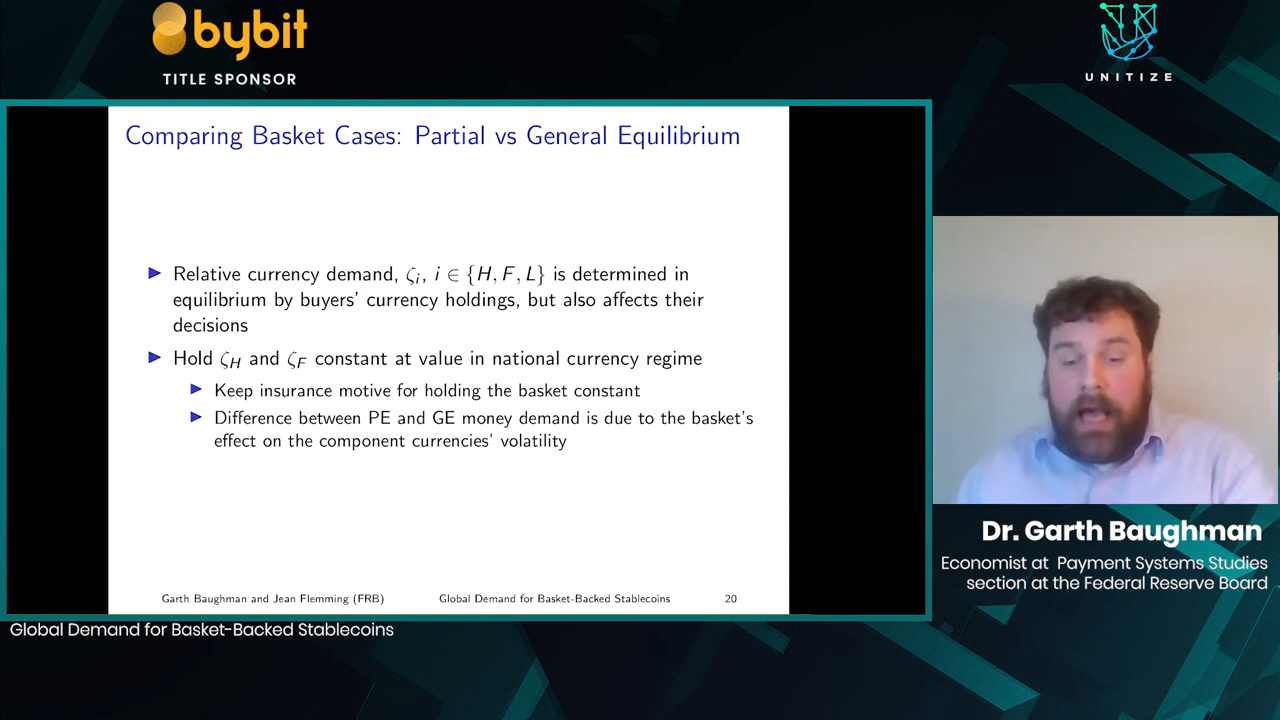 bybit
TITLE SPONSOR
UNITIZE
Comparing Basket Cases: Partial vs General Equilibrium
Relative currency demand, ζi, i ∈ {H, F, L} is determined in
equilibrium by buyers' currency holdings, but also affects their
decisions
Hold ζH and ζF constant at value in national currency regime
Keep insurance motive for holding the basket constant
Difference between PE and GE money demand is due to the basket's
effect on the component currencies' volatility
Garth Baughman and Jean Flemming (FRB)
Global Demand for Basket-Backed Stablecoins
20
Dr. Garth Baughman
Economist at Payment Systems Studies
section at the Federal Reserve Board
Global Demand for Basket-Backed Stablecoins